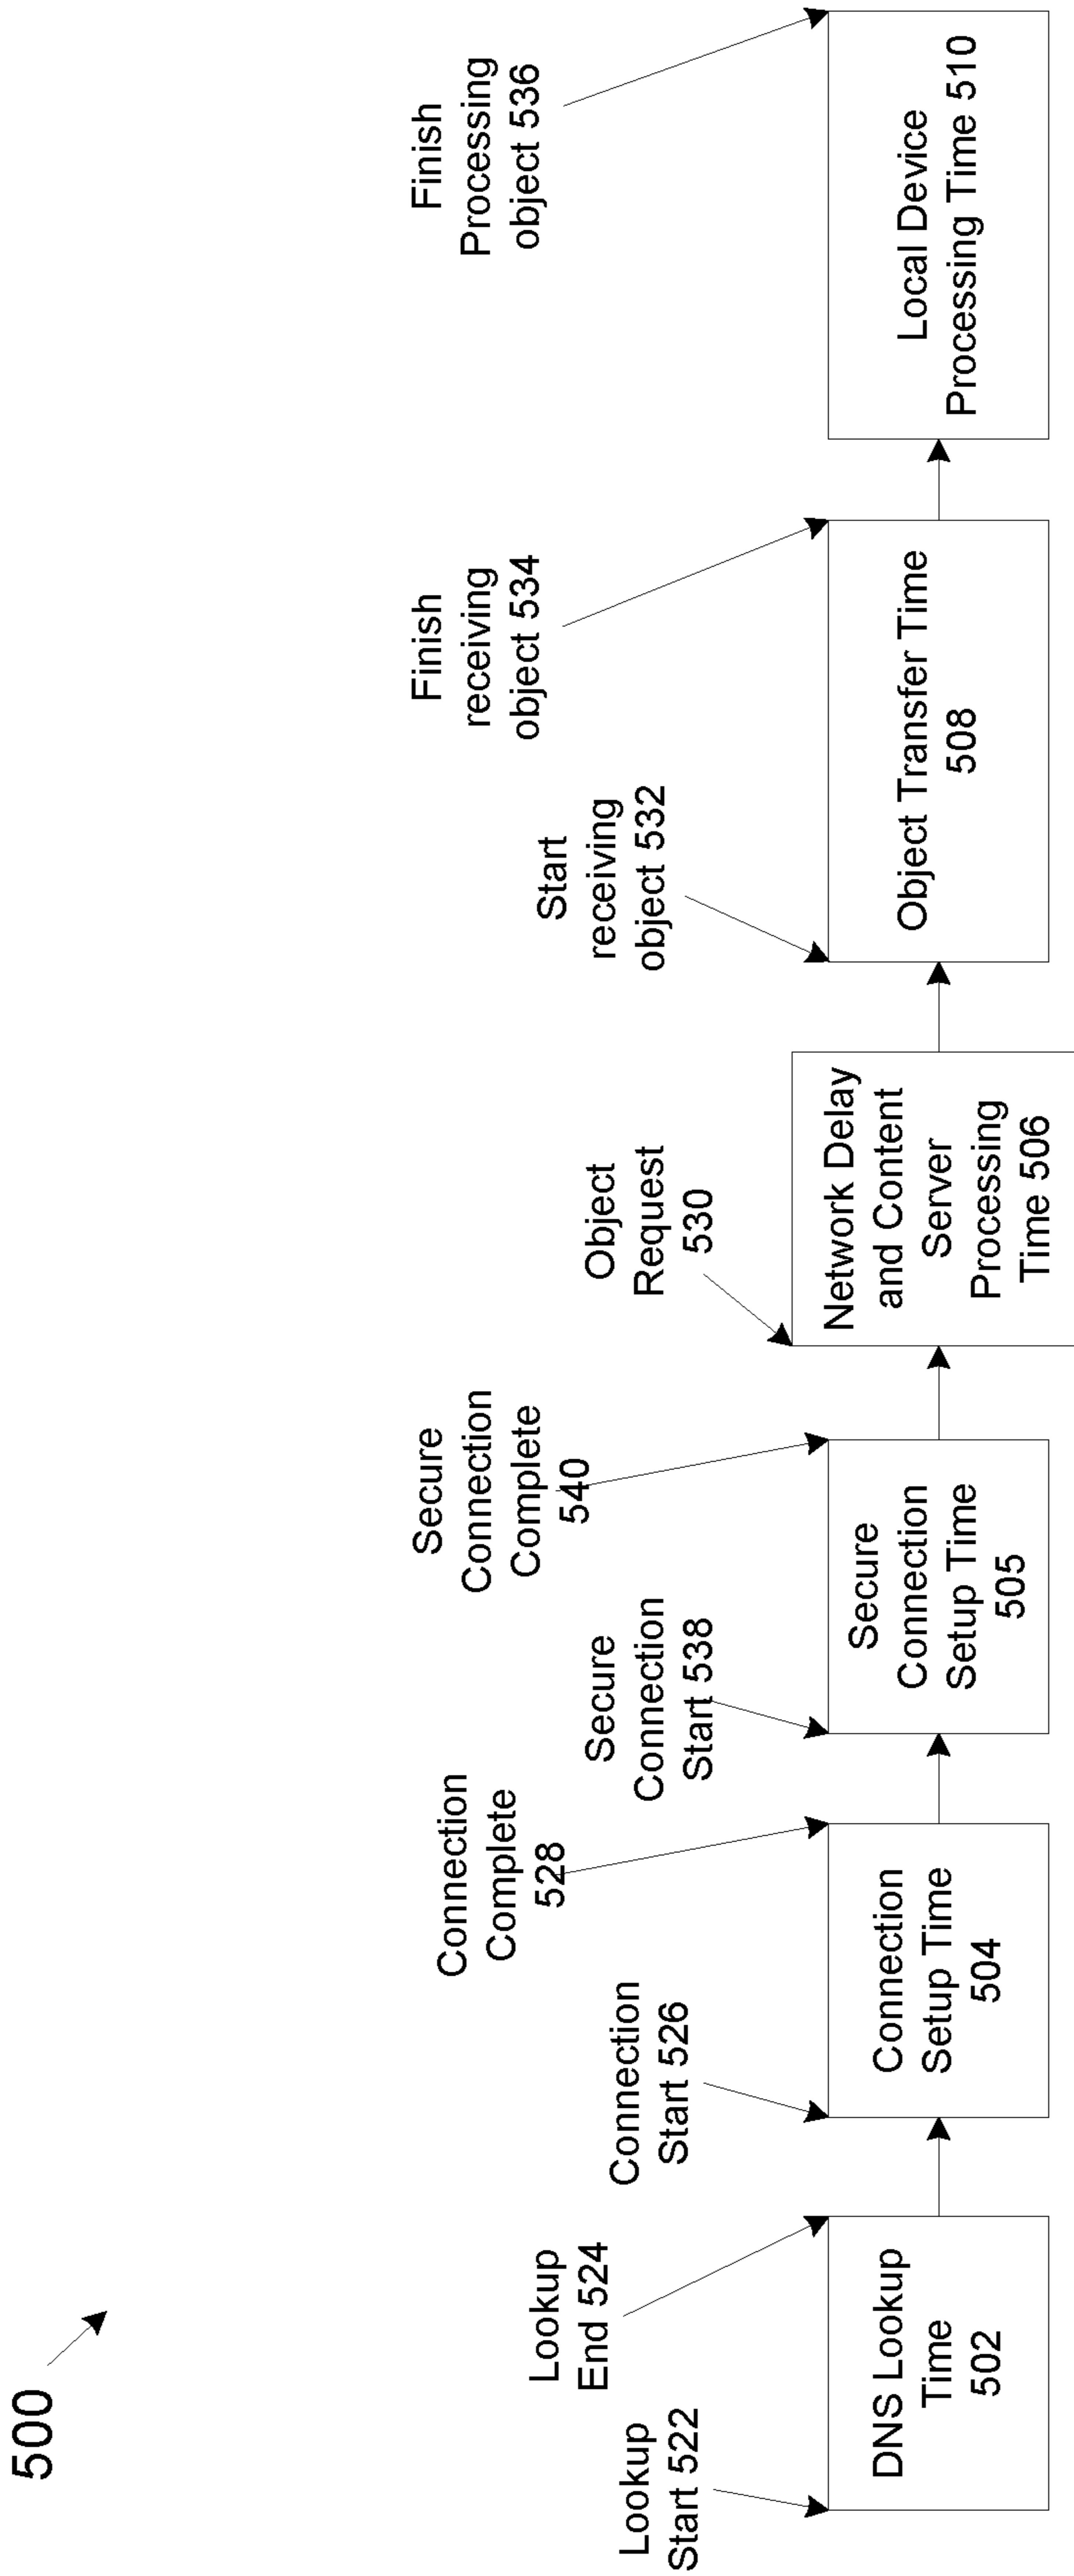 500
Lookup
Start 522
Lookup
End 524
Connection
Start 526
Connection
Complete
528
Secure
Connection
Start 538
Secure
Connection
Complete
540
Object
Request
530
Start
receiving
object 532
Finish
receiving
object 534
Finish
Processing
object 536
DNS Lookup
Time
502
Connection
Setup Time
504
Secure
Connection
Setup Time
505
Network Delay
and Content
Server
Processing
Time 506
Object Transfer Time
508
Local Device
Processing Time 510